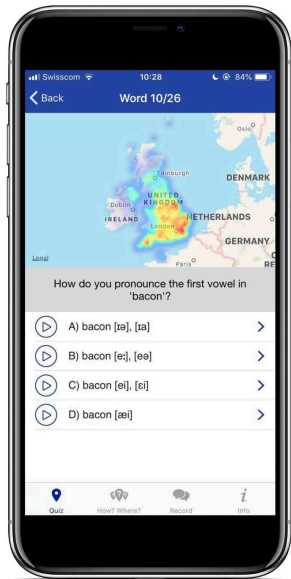 Swisscom 10:28 84%
Back Word 10/26
Oslo
Edinburgh
DENMARK
UNITED
KINGDOM
Dublin
IRELAND
NETHERLANDS
London
GERMANY
Legal
Paris
How do you pronounce the first vowel in
'bacon'?
A) bacon [ɪə], [ɪa]
B) bacon [eː], [eə]
C) bacon [ei], [ɛi]
D) bacon [æi]
Quiz How? Where? Record Info